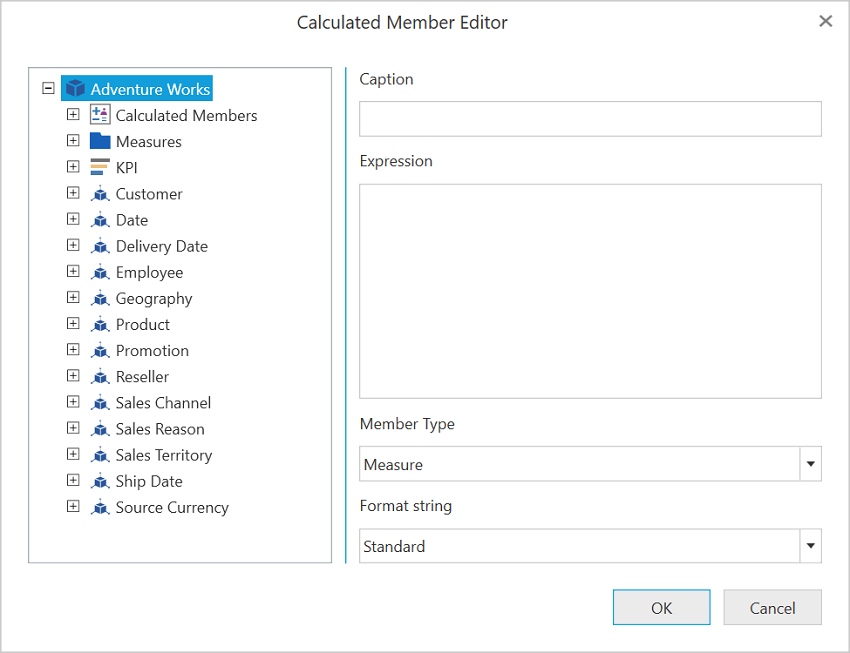 Calculated Member Editor
Adventure Works
Calculated Members
Measures
KPI
Customer
Date
Delivery Date
Employee
Geography
Product
Promotion
Reseller
Sales Channel
Sales Reason
Sales Territory
Ship Date
Source Currency
Caption
Expression
Member Type
Measure
Format string
Standard
OK
Cancel